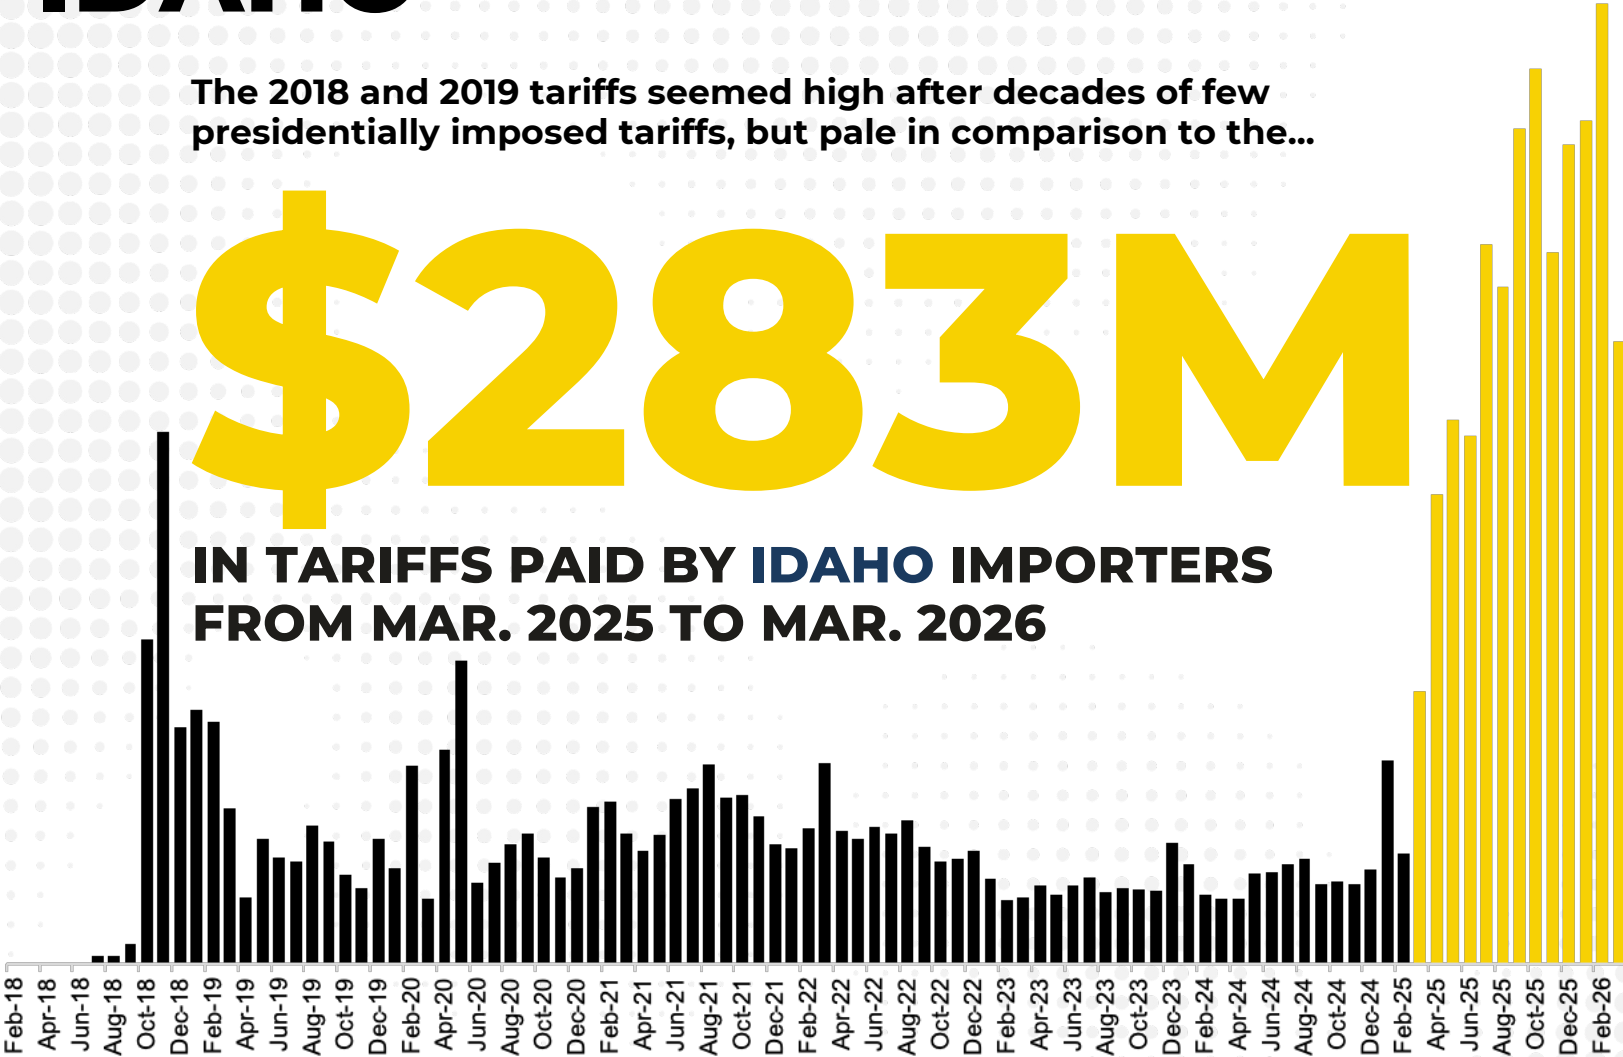 IDAHO
The 2018 and 2019 tariffs seemed high after decades of few
presidentially imposed tariffs, but pale in comparison to the...
$283M
IN TARIFFS PAID BY IDAHO IMPORTERS
FROM MAR. 2025 TO MAR. 2026
Feb-18
Apr-18
Jun-18
Aug-18
Oct-18
Dec-18
Feb-19
Apr-19
Jun-19
Aug-19
Oct-19
Dec-19
Feb-20
Apr-20
Jun-20
Aug-20
Oct-20
Dec-20
Feb-21
Apr-21
Jun-21
Aug-21
Oct-21
Dec-21
Feb-22
Apr-22
Jun-22
Aug-22
Oct-22
Dec-22
Feb-23
Apr-23
Jun-23
Aug-23
Oct-23
Dec-23
Feb-24
Apr-24
Jun-24
Aug-24
Oct-24
Dec-24
Feb-25
Apr-25
Jun-25
Aug-25
Oct-25
Dec-25
Feb-26